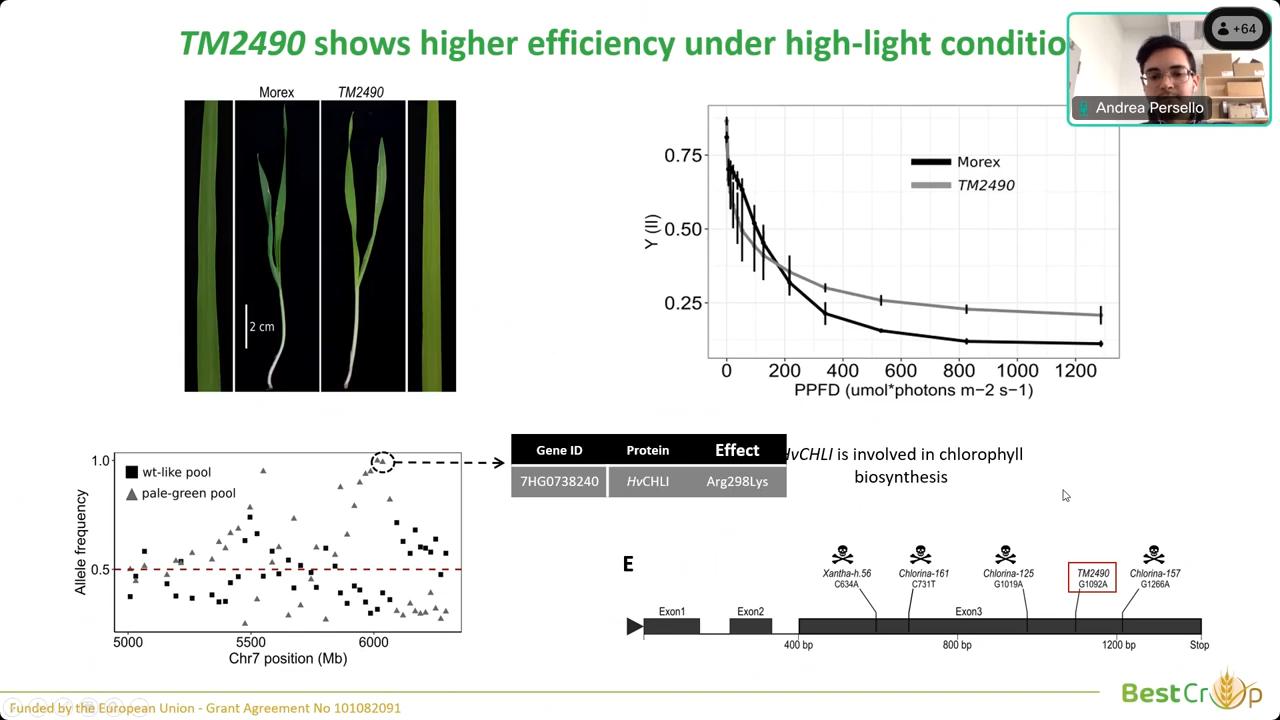 TM2490 shows higher efficiency under high-light conditio
+64
Andrea Persello
Morex
TM2490
2 cm
Morex
TM2490
Y (II)
0.75
0.50
0.25
0
200
400
600
800
1000
1200
PPFD (umol*photons m−2 s−1)
wt-like pool
pale-green pool
Allele frequency
1.0
0.5
5000
5500
6000
Chr7 position (Mb)
Gene ID Protein Effect
7HG0738240 HvCHLI Arg298Lys
HvCHLI is involved in chlorophyll
biosynthesis
E
Xantha-h.56
C634A
Chlorina-161
C731T
Chlorina-125
G1019A
TM2490
G1092A
Chlorina-157
G1266A
Exon1
Exon2
Exon3
400 bp
800 bp
1200 bp
Stop
BestCrop
Funded by the European Union - Grant Agreement No 101082091